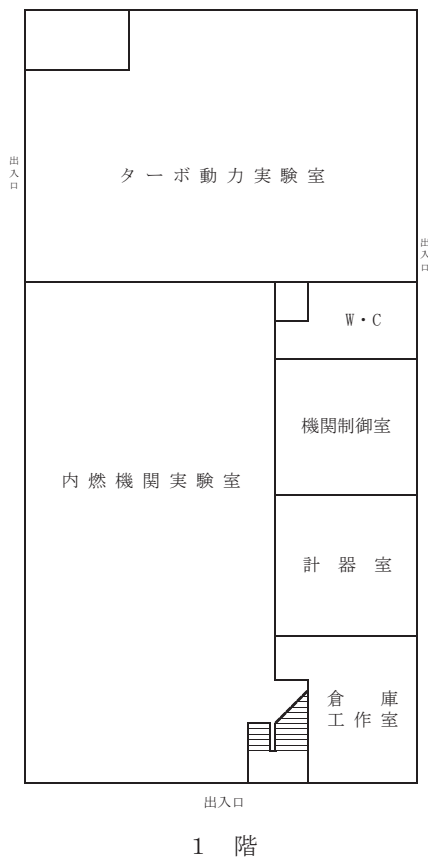 出入口
ターボ動力実験室
出入口
W・C
機関制御室
内燃機関実験室
計器室
倉庫
工作室
出入口
1 階